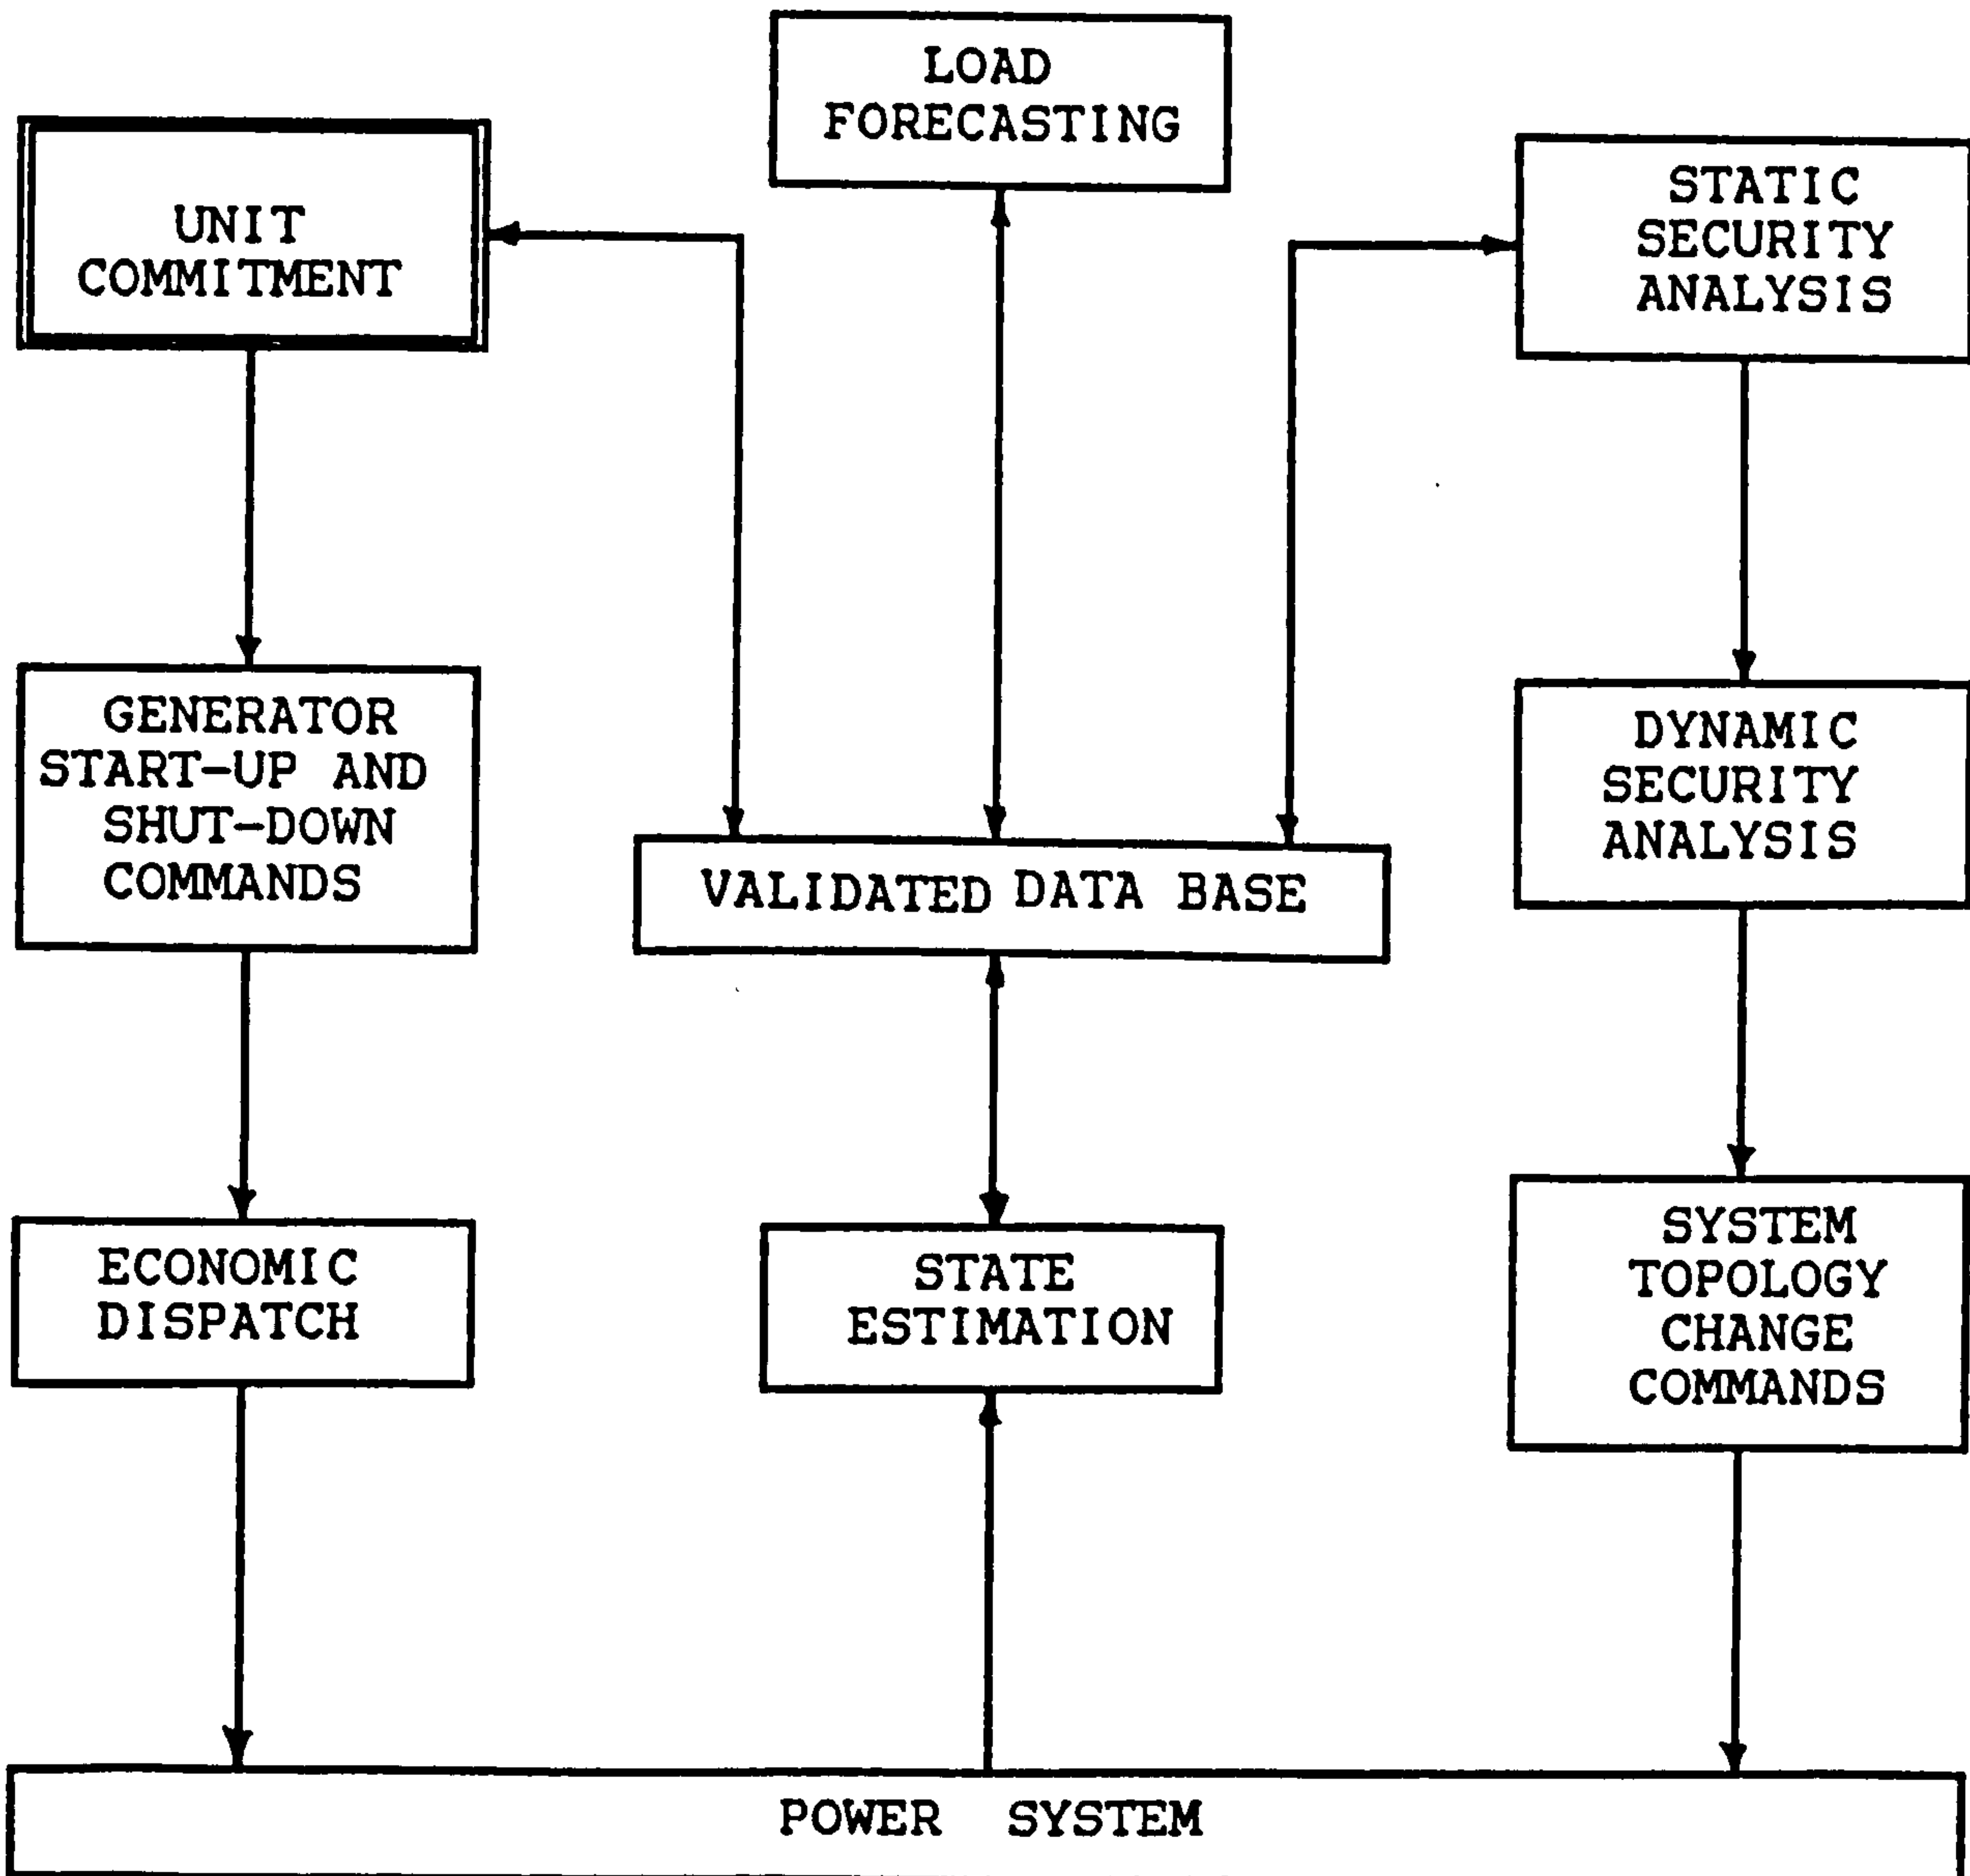 LOAD
FORECASTING
UNIT
COMMITMENT
STATIC
SECURITY
ANALYSIS
GENERATOR
START-UP AND
SHUT-DOWN
COMMANDS
DYNAMIC
SECURITY
ANALYSIS
VALIDATED DATA BASE
ECONOMIC
DISPATCH
STATE
ESTIMATION
SYSTEM
TOPOLOGY
CHANGE
COMMANDS
POWER SYSTEM